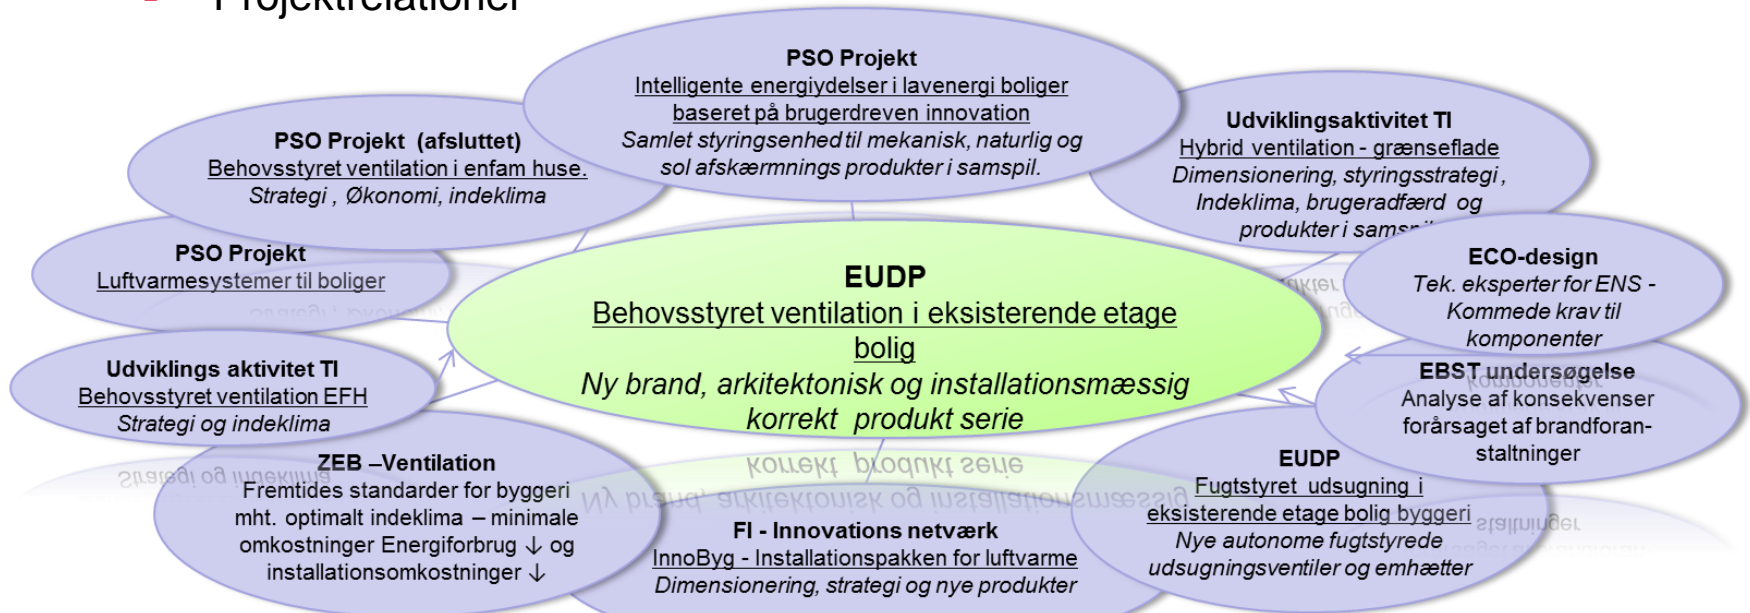 Projektrelationer
PSO Projekt
Intelligente energiydelser i lavenergi boliger
baseret på brugerdreven innovation
Samlet styringsenhed til mekanisk, naturlig og
sol afskærmnings produkter i samspil.
PSO Projekt (afsluttet)
Behovsstyret ventilation i enfam huse.
Strategi , Økonomi, indeklima
Udviklingsaktivitet TI
Hybrid ventilation - grænseflade
Dimensionering, styringsstrategi ,
Indeklima, brugeradfærd og
produkter i
PSO Projekt
Luftvarmesystemer til boliger
EUDP
Behovsstyret ventilation i eksisterende etage
bolig
Ny brand, arkitektonisk og installationsmæssig
korrekt produkt serie
ECO-design
Tek. eksperter for ENS -
Kommede krav til
komponenter
Udviklings aktivitet TI
Behovsstyret ventilation EFH
Strategi og indeklima
EBST undersøgelse
Analyse af konsekvenser
forårsaget af brandforan-
staltninger
ZEB –Ventilation
Fremtides standarder for byggeri
mht. optimalt indeklima – minimale
omkostninger Energiforbrug ↓ og
installationsomkostninger ↓
FI - Innovations netværk
InnoByg - Installationspakken for luftvarme
Dimensionering, strategi og nye produkter
EUDP
Fugtstyret udsugning i
eksisterende etage bolig byggeri
Nye autonome fugtstyrede
udsugningsventiler og emhætter